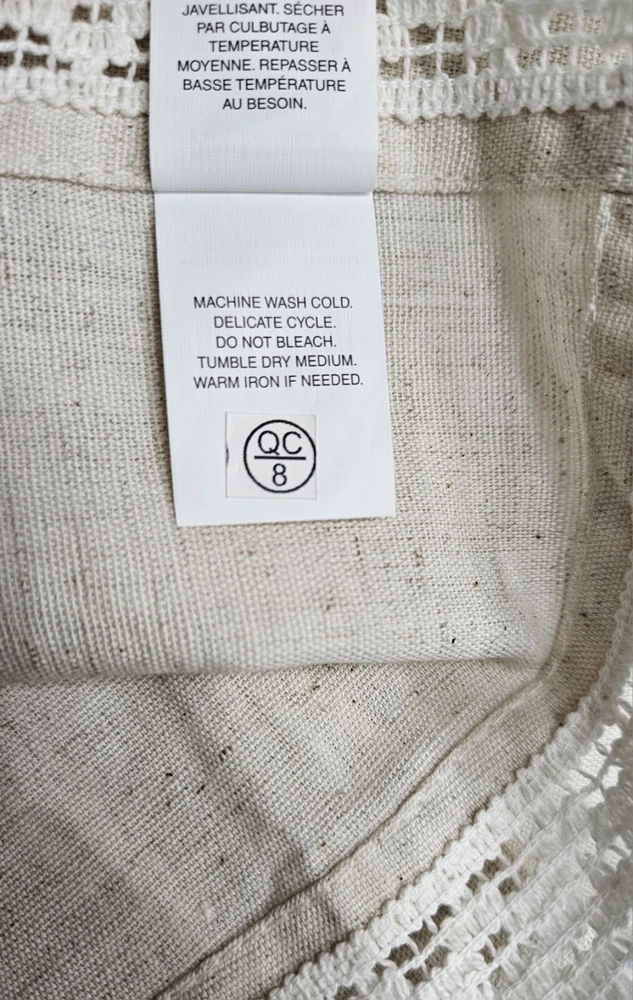 JAVELLISANT. SÉCHER
PAR CULBUTAGE À
TEMPERATURE
MOYENNE. REPASSER À
BASSE TEMPÉRATURE
AU BESOIN.
MACHINE WASH COLD.
DELICATE CYCLE.
DO NOT BLEACH.
TUMBLE DRY MEDIUM.
WARM IRON IF NEEDED.
QC
8